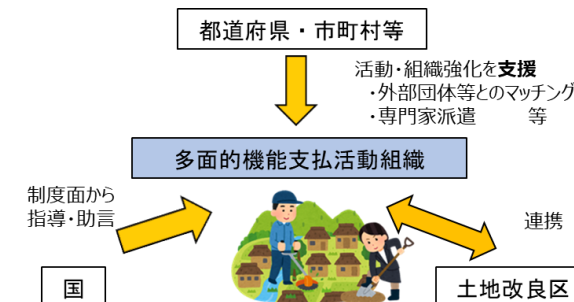 都道府県・市町村等
活動・組織強化を支援
・外部団体等とのマッチング
・専門家派遣　　等
多面的機能支払活動組織
制度面から
指導・助言
連携
国
土地改良区